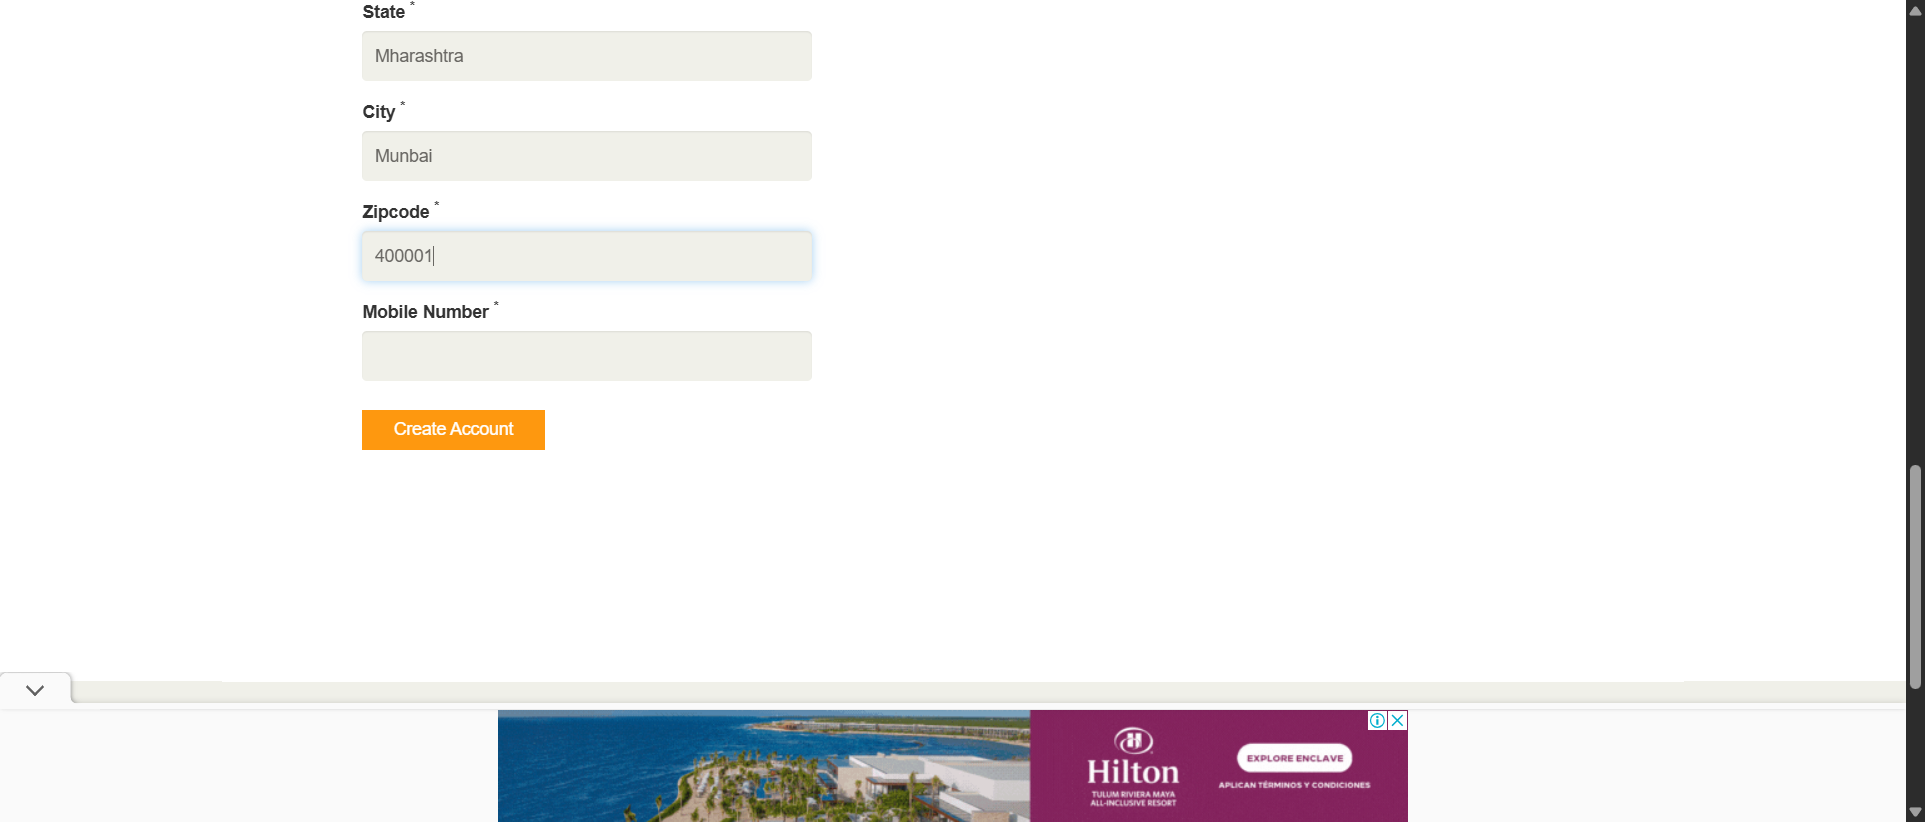 State *
Mharashtra
City *
Munbai
Zipcode *
400001
Mobile Number *
Create Account
Hilton
TULUM RIVIERA MAYA
ALL-INCLUSIVE RESORT
EXPLORE ENCLAVE
APLICAN TÉRMINOS Y CONDICIONES